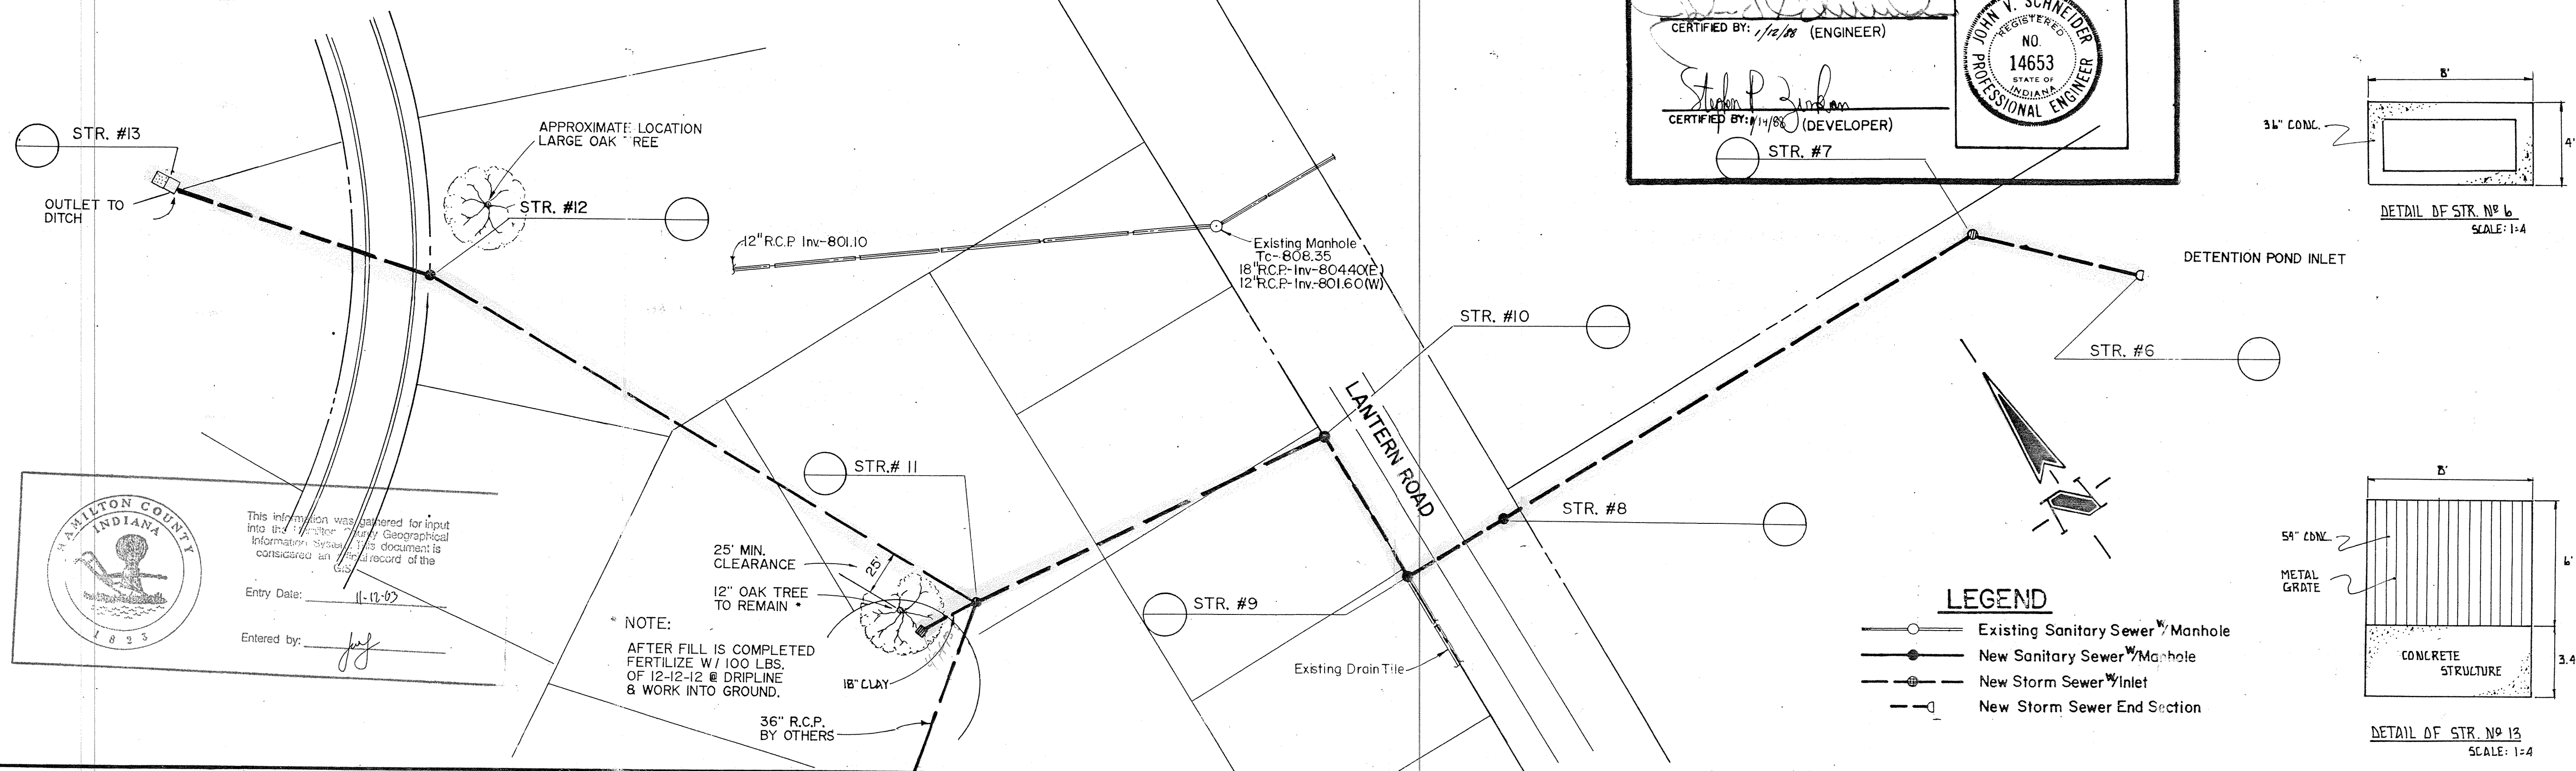 STR. #13
OUTLET TO
DITCH
APPROXIMATE LOCATION
LARGE OAK TREE
STR. #12
12" R.C.P. Inv.-801.10
Existing Manhole
Tc-808.35
18" R.C.P.-Inv-804.40(E)
12" R.C.P.-Inv.-801.60(W)
CERTIFIED BY: 1/12/88 (ENGINEER)
Stephen P.
CERTIFIED BY: 1/14/88 (DEVELOPER)
JOHN V. SCHNEIDER
REGISTERED
NO.
14653
STATE OF
INDIANA
PROFESSIONAL ENGINEER
STR. #7
8'
36" CONC.
4'
DETAIL OF STR. Nº 6
SCALE: 1=4
DETENTION POND INLET
STR. #10
STR. #6
LANTERN ROAD
STR.# 11
STR. #8
STR. #9
25' MIN.
CLEARANCE
25'
12" OAK TREE
TO REMAIN *
* NOTE:
AFTER FILL IS COMPLETED
FERTILIZE W/ 100 LBS.
OF 12-12-12 @ DRIPLINE
& WORK INTO GROUND.
18" CLAY
36" R.C.P.
BY OTHERS
Existing Drain Tile
HAMILTON COUNTY
INDIANA
1823
This information was gathered for input
into the Hamilton County Geographical
Information System. This document is
considered an official record of the
GIS.
Entry Date: 11-12-03
Entered by:
LEGEND
Existing Sanitary Sewer W/Manhole
New Sanitary Sewer W/Manhole
New Storm Sewer W/Inlet
New Storm Sewer End Section
8'
54" CONC.
METAL
GRATE
6'
CONCRETE
STRUCTURE
3.4
DETAIL OF STR. Nº 13
SCALE: 1=4